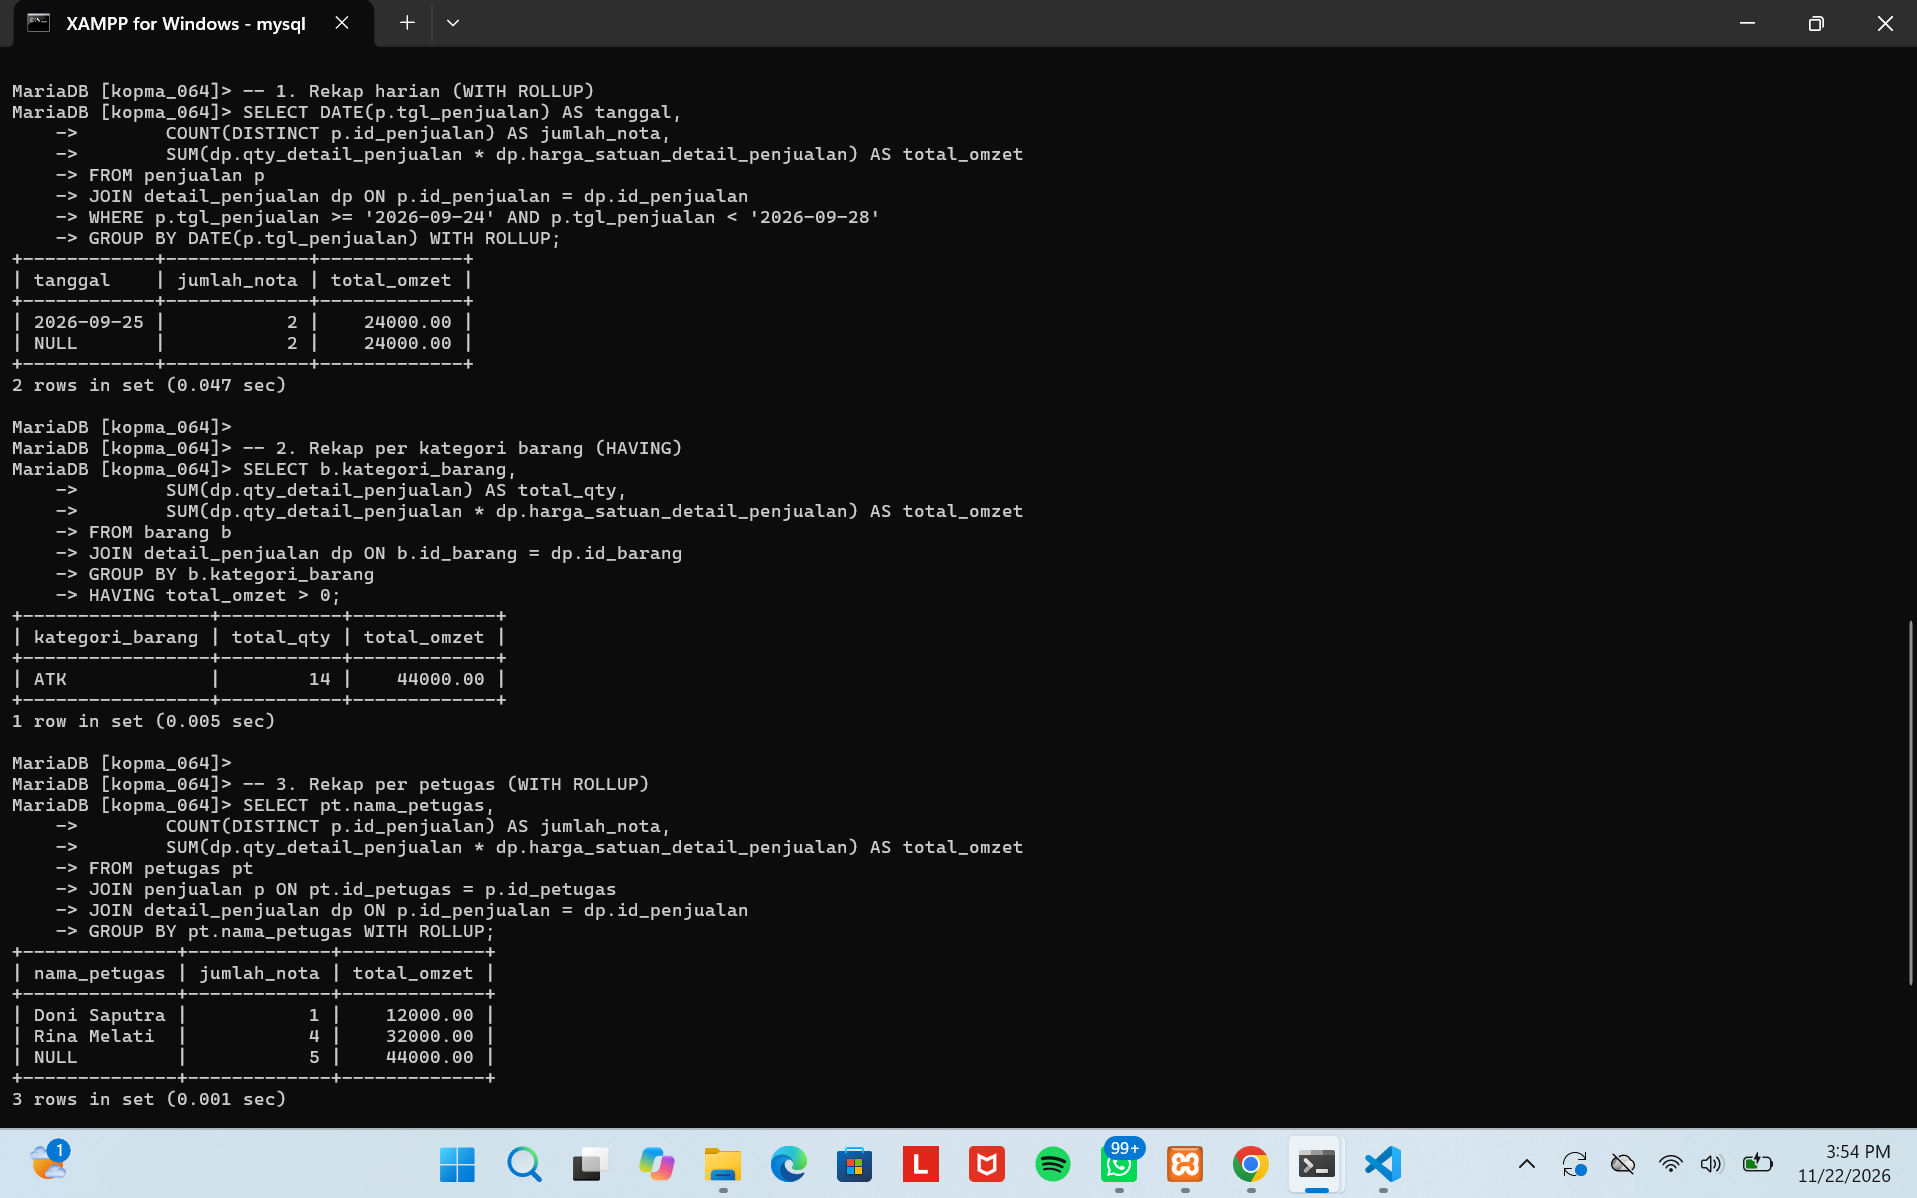 XAMPP for Windows - mysql
MariaDB [kopma_064]> -- 1. Rekap harian (WITH ROLLUP)
MariaDB [kopma_064]> SELECT DATE(p.tgl_penjualan) AS tanggal,
    ->        COUNT(DISTINCT p.id_penjualan) AS jumlah_nota,
    ->        SUM(dp.qty_detail_penjualan * dp.harga_satuan_detail_penjualan) AS total_omzet
    -> FROM penjualan p
    -> JOIN detail_penjualan dp ON p.id_penjualan = dp.id_penjualan
    -> WHERE p.tgl_penjualan >= '2026-09-24' AND p.tgl_penjualan < '2026-09-28'
    -> GROUP BY DATE(p.tgl_penjualan) WITH ROLLUP;
+------------+-------------+-------------+
| tanggal    | jumlah_nota | total_omzet |
+------------+-------------+-------------+
| 2026-09-25 |           2 |    24000.00 |
| NULL       |           2 |    24000.00 |
+------------+-------------+-------------+
2 rows in set (0.047 sec)
MariaDB [kopma_064]>
MariaDB [kopma_064]> -- 2. Rekap per kategori barang (HAVING)
MariaDB [kopma_064]> SELECT b.kategori_barang,
    ->        SUM(dp.qty_detail_penjualan) AS total_qty,
    ->        SUM(dp.qty_detail_penjualan * dp.harga_satuan_detail_penjualan) AS total_omzet
    -> FROM barang b
    -> JOIN detail_penjualan dp ON b.id_barang = dp.id_barang
    -> GROUP BY b.kategori_barang
    -> HAVING total_omzet > 0;
+-----------------+-----------+-------------+
| kategori_barang | total_qty | total_omzet |
+-----------------+-----------+-------------+
| ATK             |        14 |    44000.00 |
+-----------------+-----------+-------------+
1 row in set (0.005 sec)
MariaDB [kopma_064]>
MariaDB [kopma_064]> -- 3. Rekap per petugas (WITH ROLLUP)
MariaDB [kopma_064]> SELECT pt.nama_petugas,
    ->        COUNT(DISTINCT p.id_penjualan) AS jumlah_nota,
    ->        SUM(dp.qty_detail_penjualan * dp.harga_satuan_detail_penjualan) AS total_omzet
    -> FROM petugas pt
    -> JOIN penjualan p ON pt.id_petugas = p.id_petugas
    -> JOIN detail_penjualan dp ON p.id_penjualan = dp.id_penjualan
    -> GROUP BY pt.nama_petugas WITH ROLLUP;
+--------------+-------------+-------------+
| nama_petugas | jumlah_nota | total_omzet |
+--------------+-------------+-------------+
| Doni Saputra |           1 |    12000.00 |
| Rina Melati  |           4 |    32000.00 |
| NULL         |           5 |    44000.00 |
+--------------+-------------+-------------+
3 rows in set (0.001 sec)
1
L
99+
3:54 PM
11/22/2026